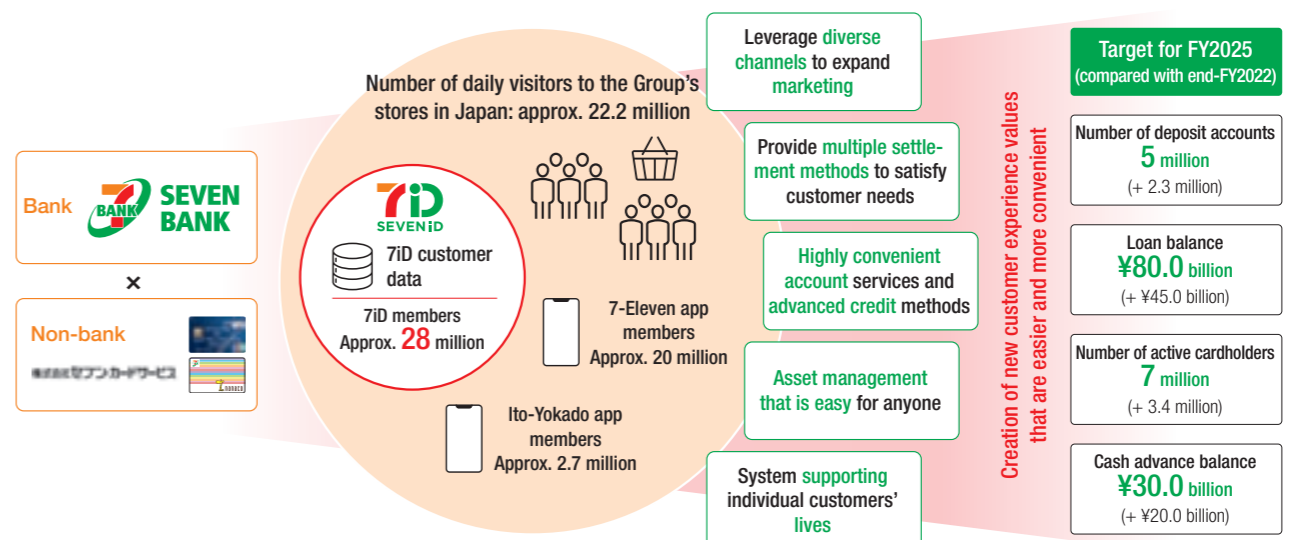 Bank
BANK
SEVEN
BANK
×
Non-bank
株式会社セブン・カードサービス
nanaco
Number of daily visitors to the Group's
stores in Japan: approx. 22.2 million
7iD
SEVEN iD
7iD customer
data
7iD members
Approx. 28 million
7-Eleven app
members
Approx. 20 million
Ito-Yokado app
members
Approx. 2.7 million
Leverage diverse
channels to expand
marketing
Provide multiple settle-
ment methods to satisfy
customer needs
Highly convenient
account services and
advanced credit methods
Asset management
that is easy for anyone
System supporting
individual customers'
lives
Creation of new customer experience values
that are easier and more convenient
Target for FY2025
(compared with end-FY2022)
Number of deposit accounts
5 million
(+ 2.3 million)
Loan balance
¥80.0 billion
(+ ¥45.0 billion)
Number of active cardholders
7 million
(+ 3.4 million)
Cash advance balance
¥30.0 billion
(+ ¥20.0 billion)